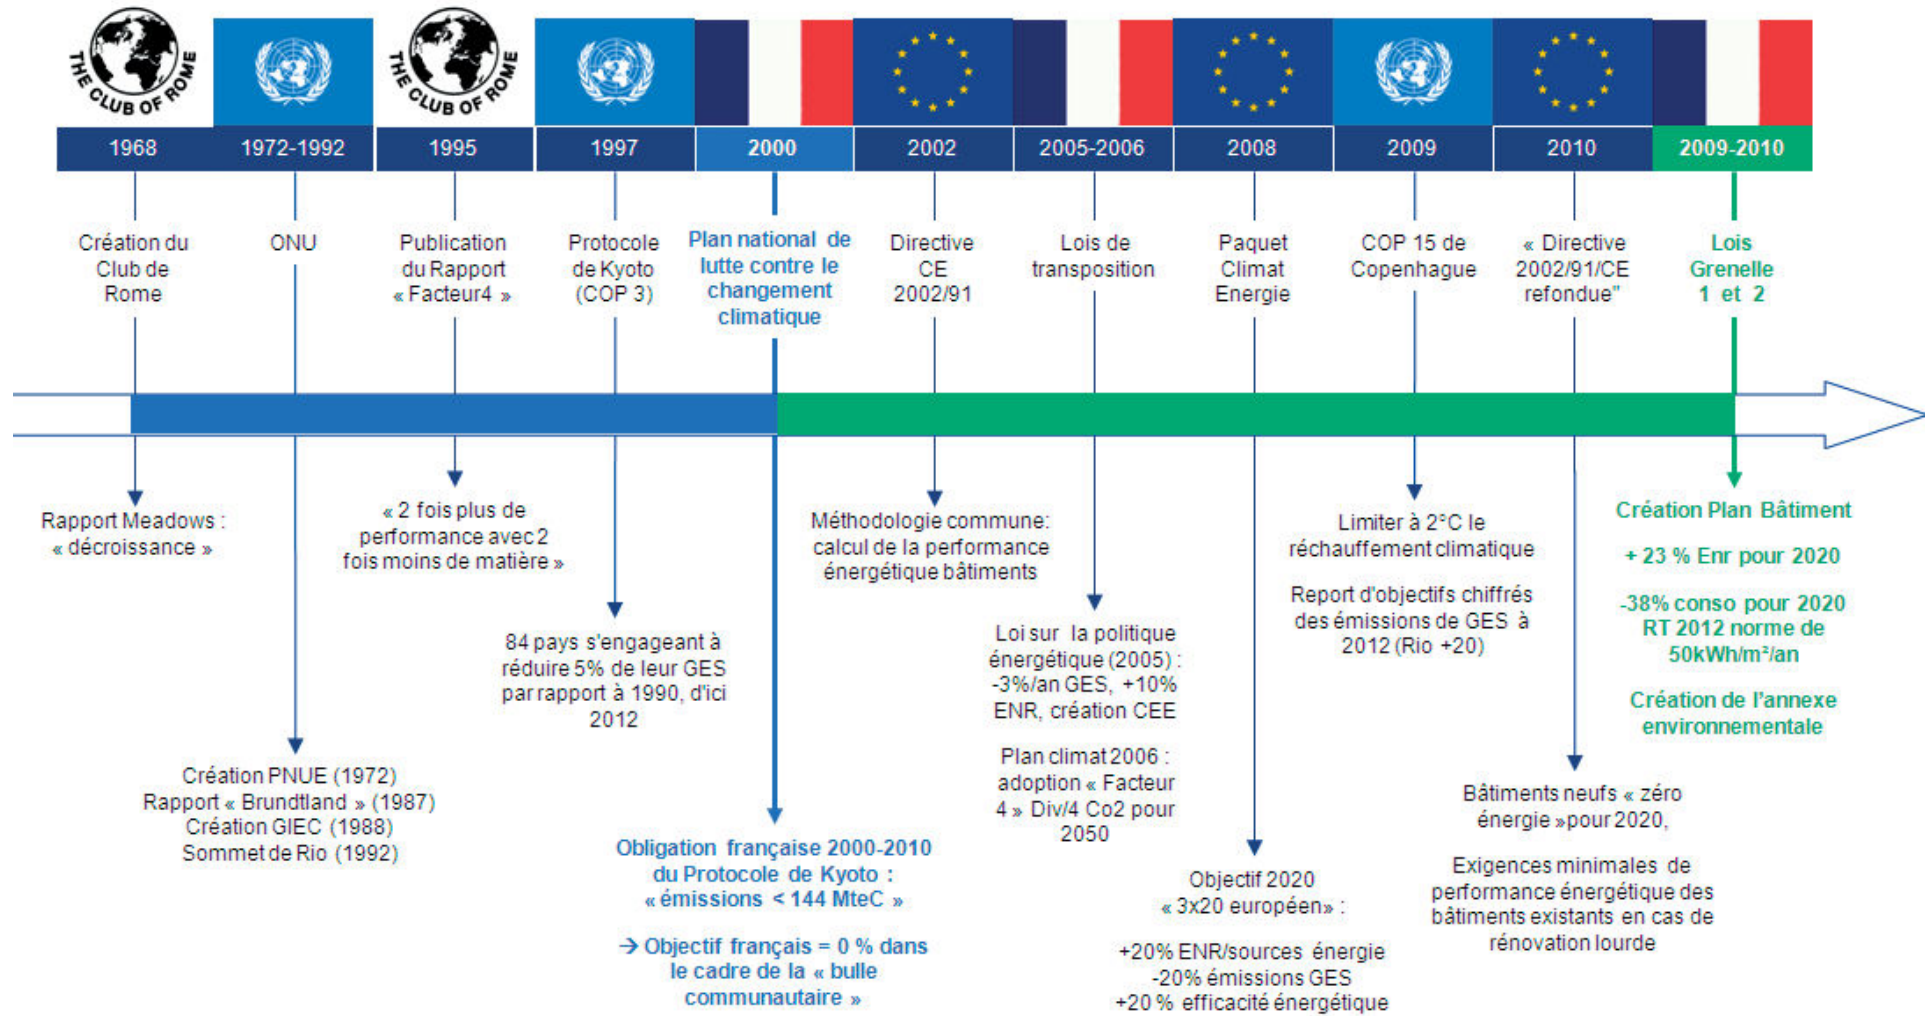 THE CLUB OF ROME
THE CLUB OF ROME
1968
1972-1992
1995
1997
2000
2002
2005-2006
2008
2009
2010
2009-2010
Création du
Club de
Rome
ONU
Publication
du Rapport
« Facteur4 »
Protocole
de Kyoto
(COP 3)
Plan national de
lutte contre le
changement
climatique
Directive
CE
2002/91
Lois de
transposition
Paquet
Climat
Energie
COP 15 de
Copenhague
« Directive
2002/91/CE
refondue"
Lois
Grenelle
1 et 2
Rapport Meadows :
« décroissance »
Création PNUE (1972)
Rapport « Brundtland » (1987)
Création GIEC (1988)
Sommet de Rio (1992)
« 2 fois plus de
performance avec 2
fois moins de matière »
84 pays s'engageant à
réduire 5% de leur GES
par rapport à 1990, d'ici
2012
Obligation française 2000-2010
du Protocole de Kyoto :
« émissions < 144 MteC »
→ Objectif français = 0 % dans
le cadre de la « bulle
communautaire »
Méthodologie commune:
calcul de la performance
énergétique bâtiments
Loi sur la politique
énergétique (2005) :
-3%/an GES, +10%
ENR, création CEE
Plan climat 2006 :
adoption « Facteur
4 » Div/4 Co2 pour
2050
Objectif 2020
« 3x20 européen» :
+20% ENR/sources énergie
-20% émissions GES
+20 % efficacité énergétique
Limiter à 2°C le
réchauffement climatique
Report d'objectifs chiffrés
des émissions de GES à
2012 (Rio +20)
Bâtiments neufs « zéro
énergie »pour 2020,
Exigences minimales de
performance énergétique des
bâtiments existants en cas de
rénovation lourde
Création Plan Bâtiment
+ 23 % Enr pour 2020
-38% conso pour 2020
RT 2012 norme de
50kWh/m²/an
Création de l'annexe
environnementale